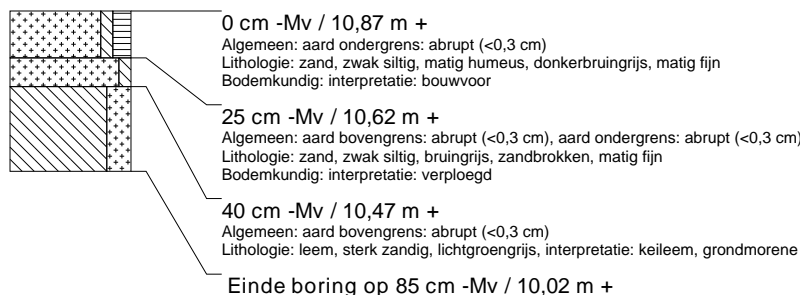 0 cm -Mv / 10,87 m +
Algemeen: aard ondergrens: abrupt (<0,3 cm)
Lithologie: zand, zwak siltig, matig humeus, donkerbruingrijs, matig fijn
Bodemkundig: interpretatie: bouwvoor
25 cm -Mv / 10,62 m +
Algemeen: aard bovengrens: abrupt (<0,3 cm), aard ondergrens: abrupt (<0,3 cm)
Lithologie: zand, zwak siltig, bruingrijs, zandbrokken, matig fijn
Bodemkundig: interpretatie: verploegd
40 cm -Mv / 10,47 m +
Algemeen: aard bovengrens: abrupt (<0,3 cm)
Lithologie: leem, sterk zandig, lichtgroengrijs, interpretatie: keileem, grondmorene
Einde boring op 85 cm -Mv / 10,02 m +